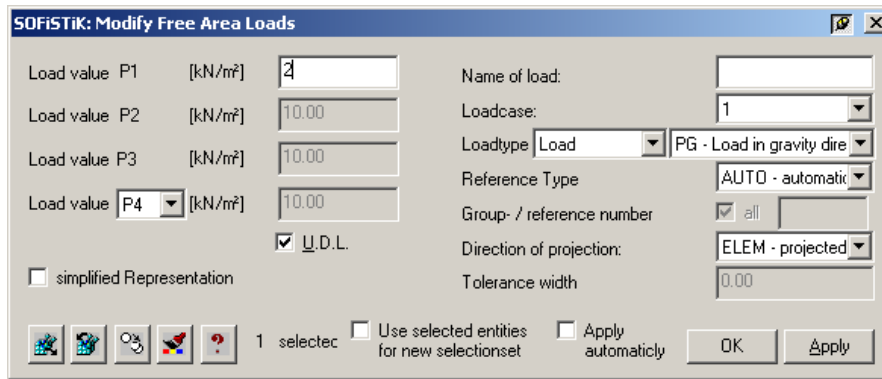 SOFiSTiK: Modify Free Area Loads
Load value P1 [kN/m²] 2
Load value P2 [kN/m²] 10.00
Load value P3 [kN/m²] 10.00
Load value P4 [kN/m²] 10.00
U.D.L.
simplified Representation
Name of load:
Loadcase: 1
Loadtype Load PG - Load in gravity dire
Reference Type AUTO - automatic
Group- / reference number all
Direction of projection: ELEM - projected
Tolerance width 0.00
1 selectec
Use selected entities
for new selectionset
Apply
automaticly
OK
Apply